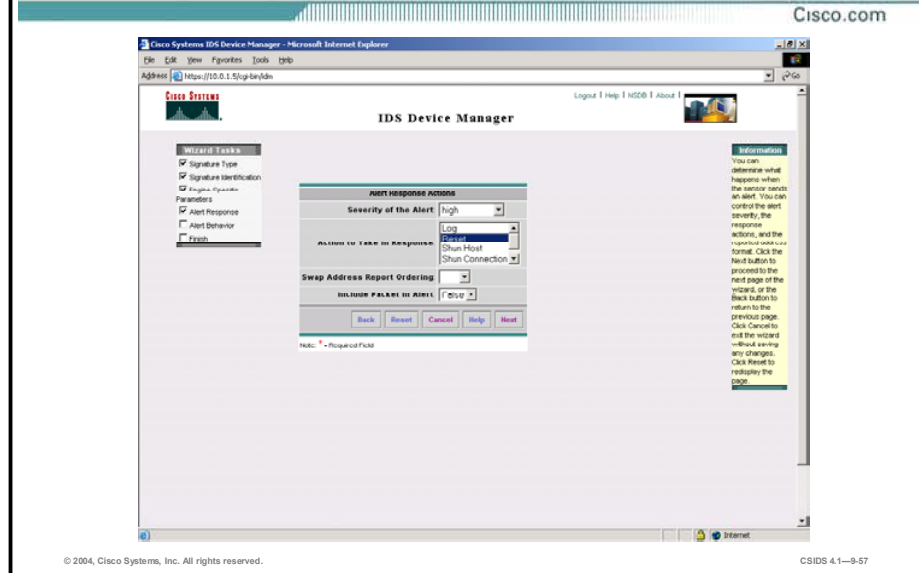 Cisco.com
Cisco Systems IDS Device Manager - Microsoft Internet Explorer
File Edit View Favorites Tools Help
Address https://10.0.1.5/cgi-bin/idm Go
CISCO SYSTEMS
Logout | Help | NSDB | About |
IDS Device Manager
Wizard Tasks
Signature Type
Signature Identification
Engine Specific
Parameters
Alert Response
Alert Behavior
Finish
Alert Response Actions
Severity of the Alert: high
Action to Take in Response:
Log
Reset
Shun Host
Shun Connection
Swap Address Report Ordering:
Include Packet in Alert: False
Back Reset Cancel Help Next
Note: * - Required Field
Information
You can
determine what
happens when
the sensor sends
an alert. You can
control the alert
severity, the
response
actions, and the
reported address
format. Click the
Next button to
proceed to the
next page of the
wizard, or the
Back button to
return to the
previous page.
Click Cancel to
exit the wizard
without saving
any changes.
Click Reset to
redisplay the
page.
Internet
© 2004, Cisco Systems, Inc. All rights reserved.
CSIDS 4.1—9-57